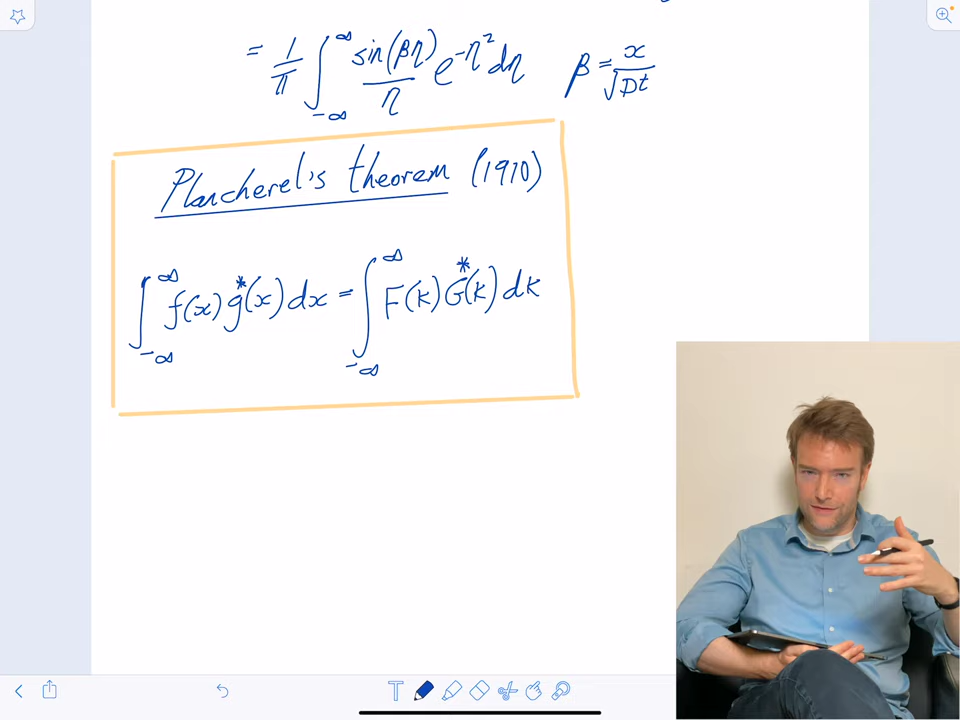 = 1/π ∫_{-∞}^{∞} sin(βη)/η e^{-η²} dη   β = x/√Dt
Plancherel's theorem (1910)
∫_{-∞}^{∞} f(x) g*(x) dx = ∫_{-∞}^{∞} F(k) G*(k) dk
T